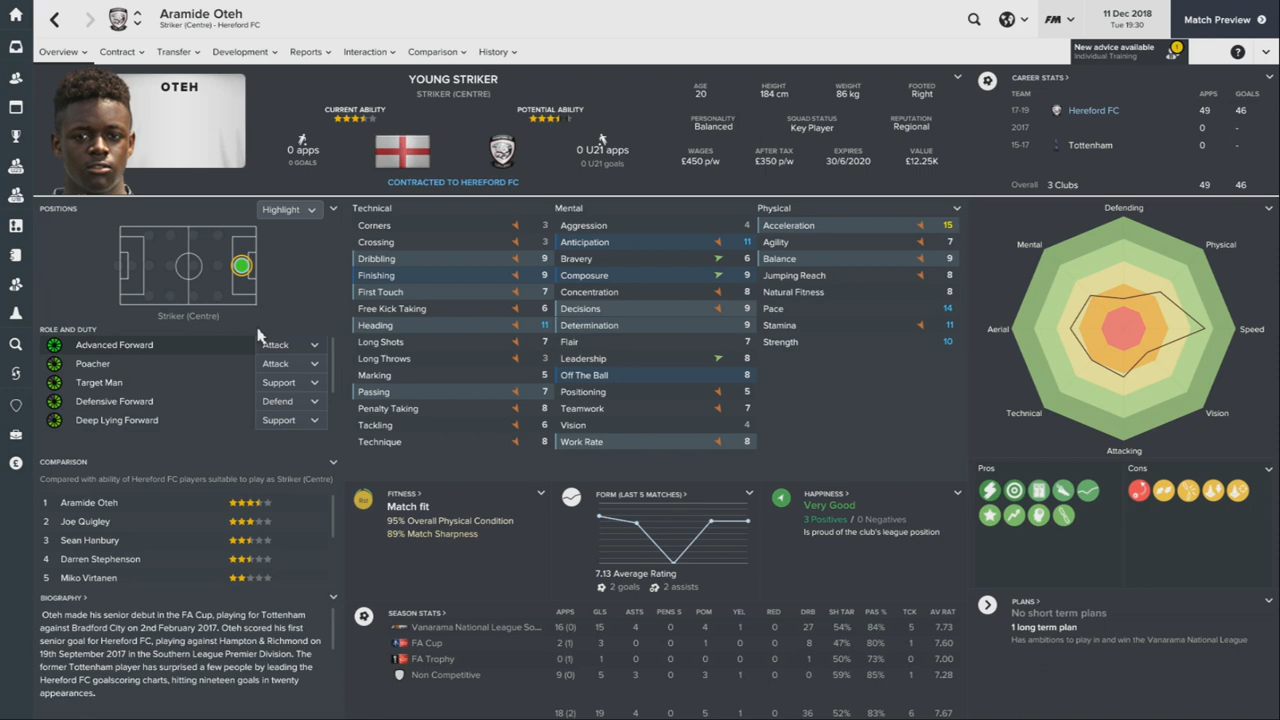 Aramide Oteh
Striker (Centre) - Hereford FC
FM
11 Dec 2018
Tue 19:30
Match Preview
Overview
Contract
Transfer
Development
Reports
Interaction
Comparison
History
New advice available
Individual Training
OTEH
YOUNG STRIKER
STRIKER (CENTRE)
CURRENT ABILITY
POTENTIAL ABILITY
0 apps
0 GOALS
0 U21 apps
0 U21 goals
CONTRACTED TO HEREFORD FC
AGE
20
HEIGHT
184 cm
WEIGHT
86 kg
FOOTED
Right
PERSONALITY
Balanced
SQUAD STATUS
Key Player
REPUTATION
Regional
WAGES
£450 p/w
AFTER TAX
£350 p/w
EXPIRES
30/6/2020
VALUE
£12.25K
CAREER STATS >
TEAM APPS GOALS
17-19 Hereford FC 49 46
2017 0 -
15-17 Tottenham 0 -
Overall 3 Clubs 49 46
POSITIONS
Highlight
Striker (Centre)
ROLE AND DUTY
Advanced Forward Attack
Poacher Attack
Target Man Support
Defensive Forward Defend
Deep Lying Forward Support
COMPARISON
Compared with ability of Hereford FC players suitable to play as Striker (Centre)
1 Aramide Oteh
2 Joe Quigley
3 Sean Hanbury
4 Darren Stephenson
5 Miko Virtanen
BIOGRAPHY >
Oteh made his senior debut in the FA Cup, playing for Tottenham
against Bradford City on 2nd February 2017. Oteh scored his first
senior goal for Hereford FC, playing against Hampton & Richmond on
19th September 2017 in the Southern League Premier Division. The
former Tottenham player has surprised a few people by leading the
Hereford FC goalscoring charts, hitting nineteen goals in twenty
appearances.
Technical
Corners 3
Crossing 3
Dribbling 9
Finishing 9
First Touch 7
Free Kick Taking 6
Heading 11
Long Shots 7
Long Throws 3
Marking 5
Passing 7
Penalty Taking 8
Tackling 6
Technique 8
Mental
Aggression 4
Anticipation 11
Bravery 6
Composure 9
Concentration 8
Decisions 9
Determination 9
Flair 7
Leadership 8
Off The Ball 8
Positioning 5
Teamwork 7
Vision 4
Work Rate 8
Physical
Acceleration 15
Agility 7
Balance 9
Jumping Reach 8
Natural Fitness 8
Pace 14
Stamina 11
Strength 10
Defending
Mental
Physical
Aerial
Speed
Technical
Vision
Attacking
FITNESS >
Match fit
95% Overall Physical Condition
89% Match Sharpness
FORM (LAST 5 MATCHES) >
7.13 Average Rating
2 goals 2 assists
HAPPINESS >
Very Good
3 Positives / 0 Negatives
Is proud of the club's league position
Pros
Cons
SEASON STATS > APPS GLS ASTS PENS S POM YEL RED DRB SH TAR PAS % TCK AV RAT
Vanarama National League So... 16 (0) 15 4 0 4 1 0 27 54% 84% 5 7.73
FA Cup 2 (1) 3 0 0 1 0 0 8 47% 80% 1 7.60
FA Trophy 0 (1) 1 0 0 0 0 0 1 50% 73% 0 7.00
Non Competitive 9 (0) 5 3 0 3 1 0 0 59% 85% 1 7.28
18 (2) 19 4 0 5 1 0 36 52% 83% 6 7.67
PLANS >
No short term plans
1 long term plan
Has ambitions to play in and win the Vanarama National League